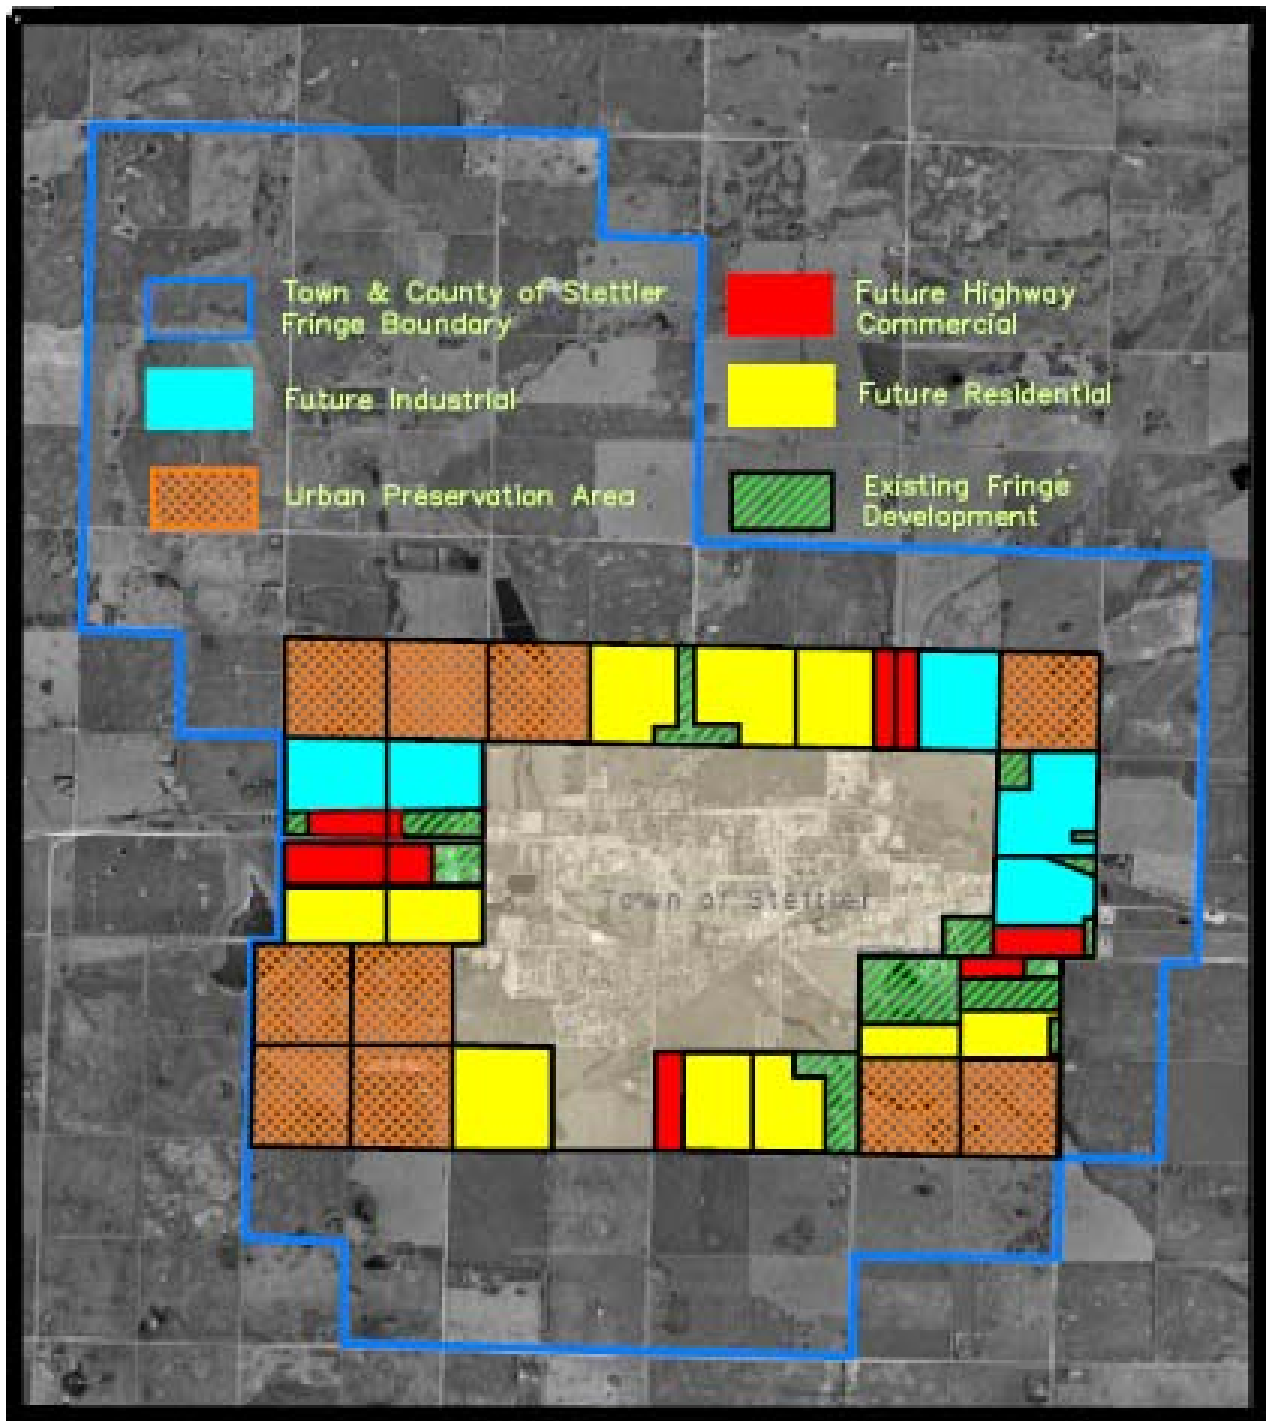 Town & County of Stettler
Fringe Boundary
Future Industrial
Urban Preservation Area
Future Highway
Commercial
Future Residential
Existing Fringe
Development
Town of Stettler